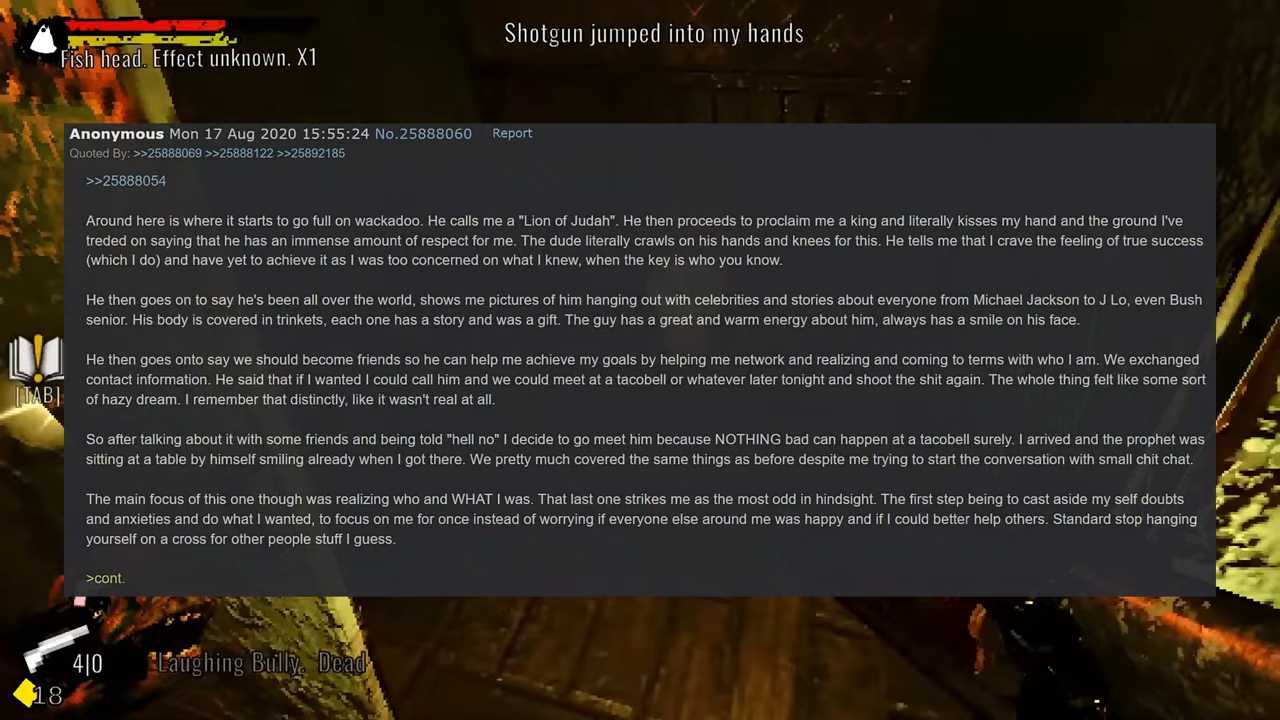 Shotgun jumped into my hands
Fish head. Effect unknown. X1
Anonymous Mon 17 Aug 2020 15:55:24 No.25888060 Report
Quoted By: >>25888069 >>25888122 >>25892185
>>25888054
Around here is where it starts to go full on wackadoo. He calls me a "Lion of Judah". He then proceeds to proclaim me a king and literally kisses my hand and the ground I've
treded on saying that he has an immense amount of respect for me. The dude literally crawls on his hands and knees for this. He tells me that I crave the feeling of true success
(which I do) and have yet to achieve it as I was too concerned on what I knew, when the key is who you know.
He then goes on to say he's been all over the world, shows me pictures of him hanging out with celebrities and stories about everyone from Michael Jackson to J Lo, even Bush
senior. His body is covered in trinkets, each one has a story and was a gift. The guy has a great and warm energy about him, always has a smile on his face.
He then goes onto say we should become friends so he can help me achieve my goals by helping me network and realizing and coming to terms with who I am. We exchanged
contact information. He said that if I wanted I could call him and we could meet at a tacobell or whatever later tonight and shoot the shit again. The whole thing felt like some sort
of hazy dream. I remember that distinctly, like it wasn't real at all.
So after talking about it with some friends and being told "hell no" I decide to go meet him because NOTHING bad can happen at a tacobell surely. I arrived and the prophet was
sitting at a table by himself smiling already when I got there. We pretty much covered the same things as before despite me trying to start the conversation with small chit chat.
The main focus of this one though was realizing who and WHAT I was. That last one strikes me as the most odd in hindsight. The first step being to cast aside my self doubts
and anxieties and do what I wanted, to focus on me for once instead of worrying if everyone else around me was happy and if I could better help others. Standard stop hanging
yourself on a cross for other people stuff I guess.
>cont.
[TAB]
4|0
Laughing Bully. Dead
18